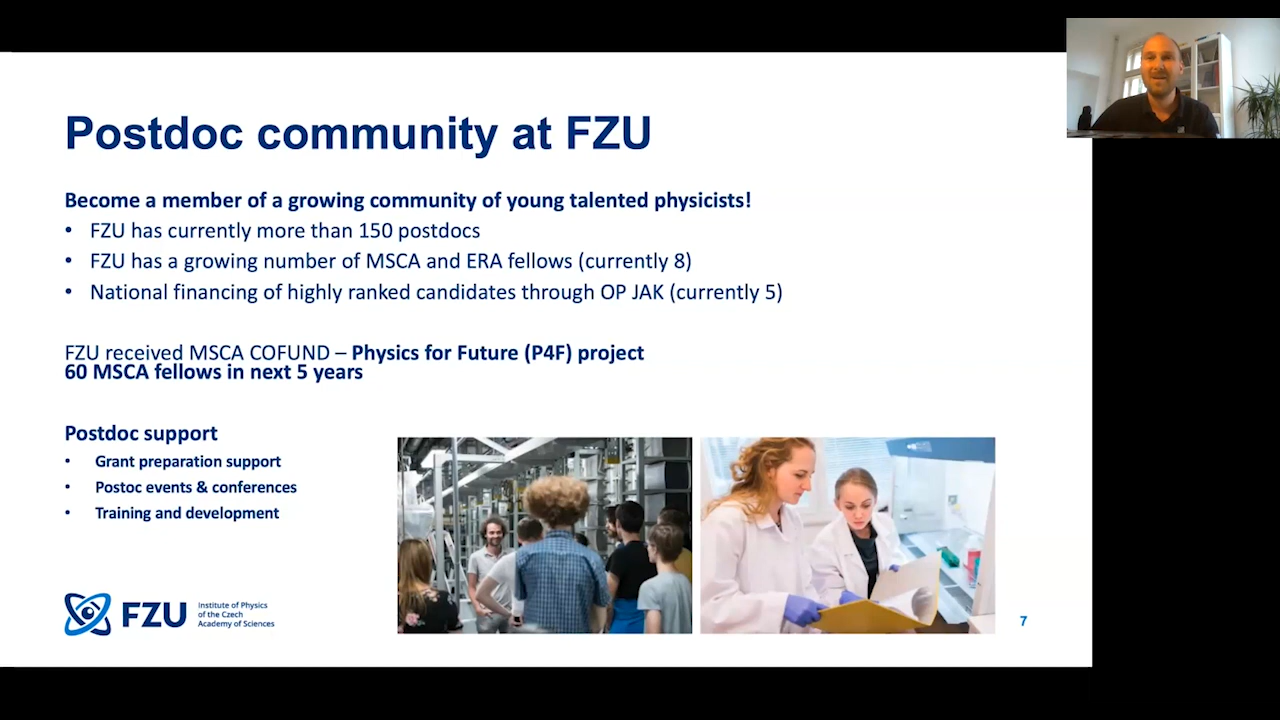 Postdoc community at FZU
Become a member of a growing community of young talented physicists!
• FZU has currently more than 150 postdocs
• FZU has a growing number of MSCA and ERA fellows (currently 8)
• National financing of highly ranked candidates through OP JAK (currently 5)
FZU received MSCA COFUND – Physics for Future (P4F) project
60 MSCA fellows in next 5 years
Postdoc support
• Grant preparation support
• Postoc events & conferences
• Training and development
FZU
Institute of Physics
of the Czech
Academy of Sciences
7